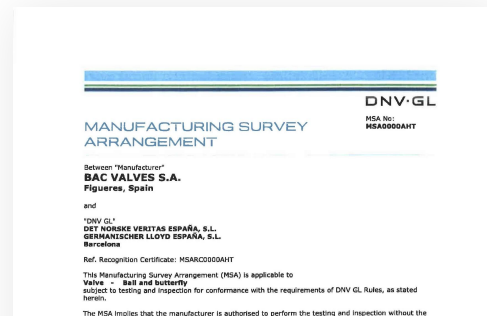 DNV·GL
MSA No:
MSA0000AHT
MANUFACTURING SURVEY
ARRANGEMENT
Between "Manufacturer"
BAC VALVES S.A.
Figueres, Spain
and
"DNV GL"
DET NORSKE VERITAS ESPAÑA, S.L.
GERMANISCHER LLOYD ESPAÑA, S.L.
Barcelona
Ref. Recognition Certificate: MSARC0000AHT
This Manufacturing Survey Arrangement (MSA) is applicable to
Valve - Ball and butterfly
subject to testing and inspection for conformance with the requirements of DNV GL Rules, as stated
herein.
The MSA implies that the manufacturer is authorised to perform the testing and inspection without the